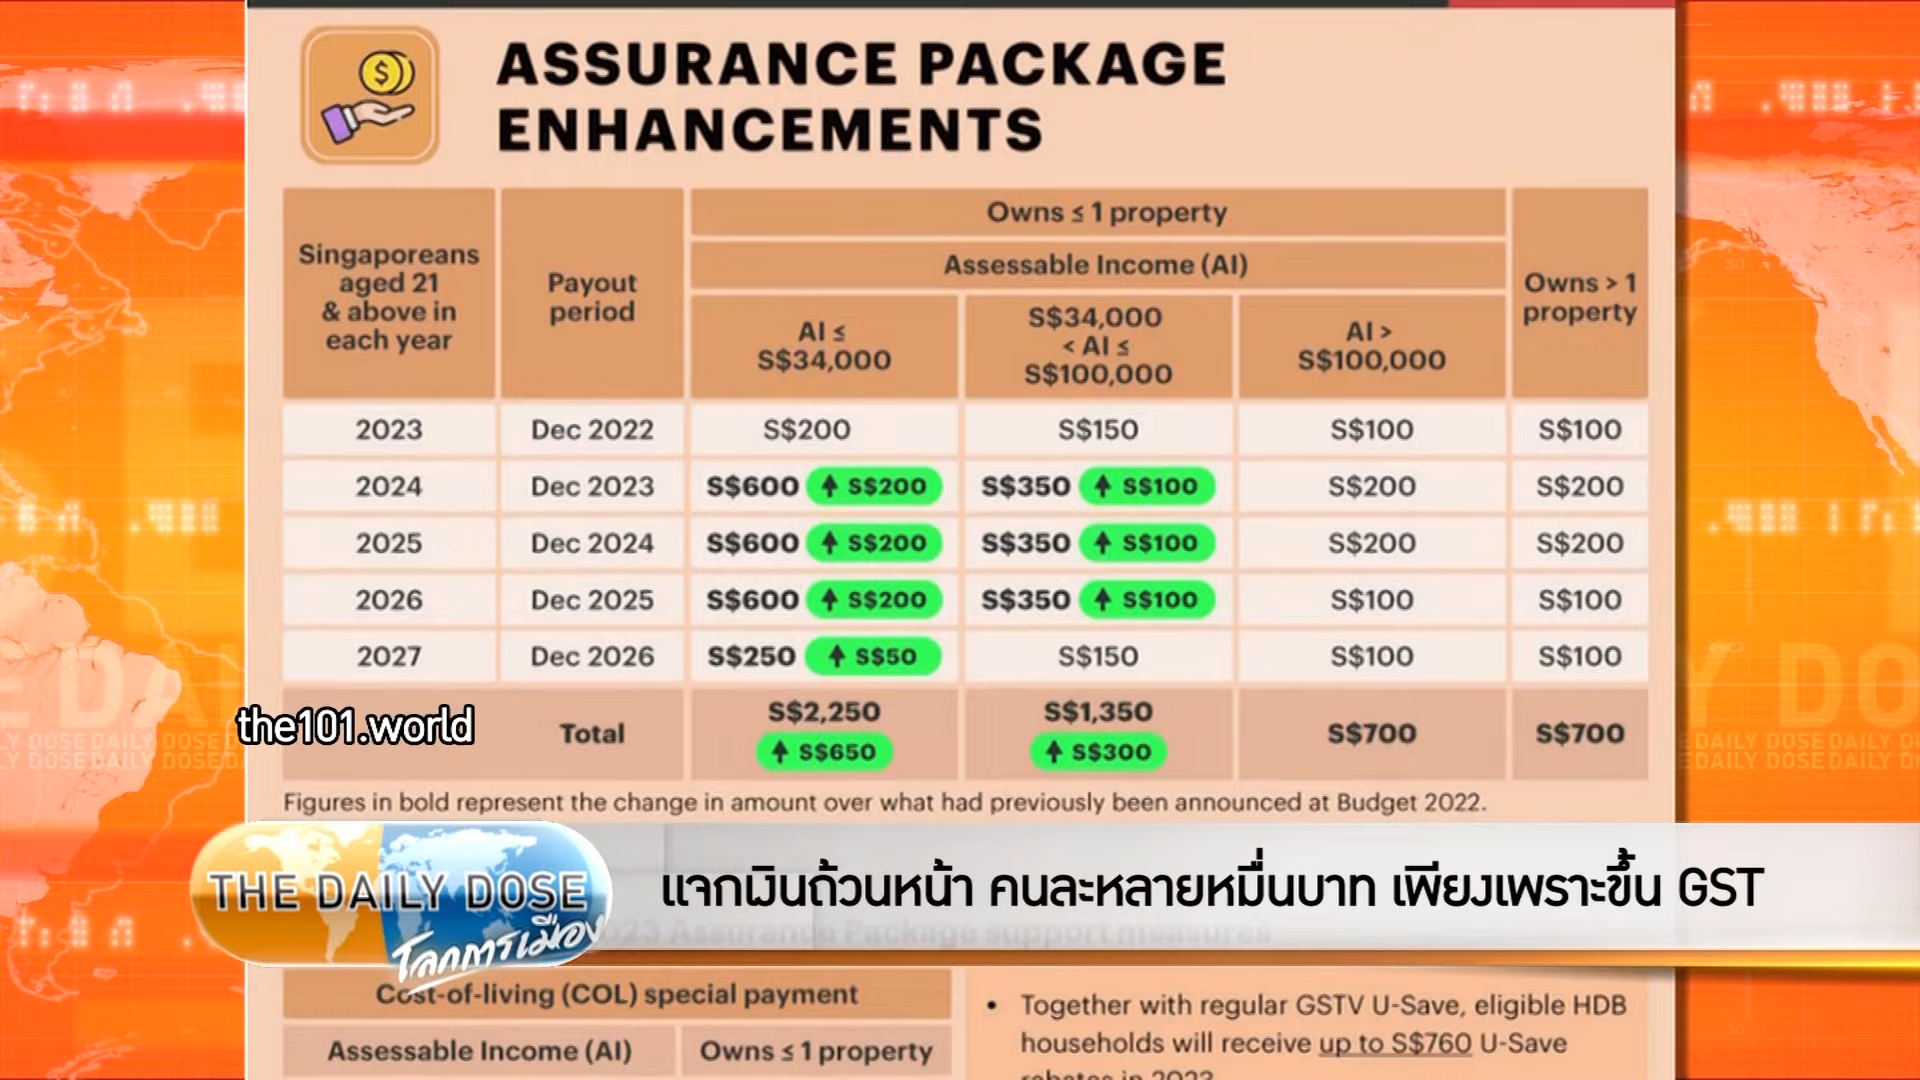 ASSURANCE PACKAGE
ENHANCEMENTS
Singaporeans
aged 21
& above in
each year
Payout
period
Owns ≤ 1 property
Assessable Income (AI)
AI ≤
S$34,000
S$34,000
< AI ≤
S$100,000
AI >
S$100,000
Owns > 1
property
2023 Dec 2022 S$200 S$150 S$100 S$100
2024 Dec 2023 S$600 ↑ S$200 S$350 ↑ S$100 S$200 S$200
2025 Dec 2024 S$600 ↑ S$200 S$350 ↑ S$100 S$200 S$200
2026 Dec 2025 S$600 ↑ S$200 S$350 ↑ S$100 S$100 S$100
2027 Dec 2026 S$250 ↑ S$50 S$150 S$100 S$100
the101.world
Total
S$2,250
↑ S$650
S$1,350
↑ S$300
S$700
S$700
Figures in bold represent the change in amount over what had previously been announced at Budget 2022.
THE DAILY DOSE
โลกการเมือง
แจกเงินถ้วนหน้า คนละหลายหมื่นบาท เพียงเพราะขึ้น GST
Assurance Package support measures
Cost-of-living (COL) special payment
Assessable Income (AI)
Owns ≤ 1 property
• Together with regular GSTV U-Save, eligible HDB
households will receive up to S$760 U-Save
rebates in 2023